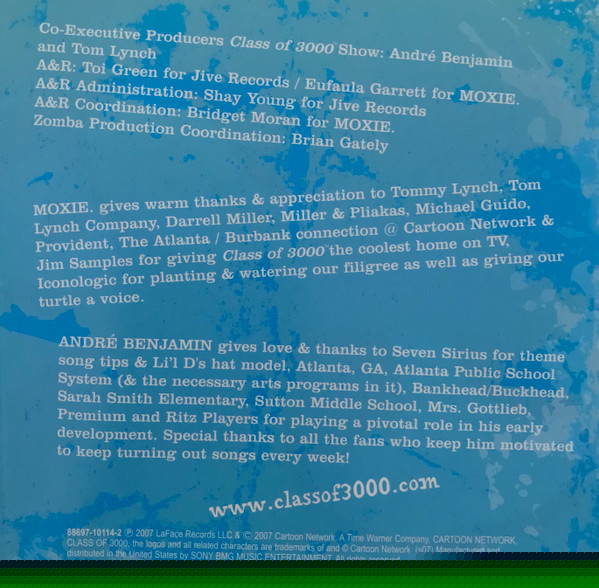 Co-Executive Producers Class of 3000 Show: André Benjamin
and Tom Lynch
A&R: Toi Green for Jive Records / Eufaula Garrett for MOXIE.
A&R Administration: Shay Young for Jive Records
A&R Coordination: Bridget Moran for MOXIE.
Zomba Production Coordination: Brian Gately
MOXIE. gives warm thanks & appreciation to Tommy Lynch, Tom
Lynch Company, Darrell Miller, Miller & Pliakas, Michael Guido,
Provident, The Atlanta / Burbank connection @ Cartoon Network &
Jim Samples for giving Class of 3000 the coolest home on TV,
Iconologic for planting & watering our filigree as well as giving our
turtle a voice.
ANDRÉ BENJAMIN gives love & thanks to Seven Sirius for theme
song tips & Li'l D's hat model, Atlanta, GA, Atlanta Public School
System (& the necessary arts programs in it), Bankhead/Buckhead,
Sarah Smith Elementary, Sutton Middle School, Mrs. Gottlieb,
Premium and Ritz Players for playing a pivotal role in his early
development. Special thanks to all the fans who keep him motivated
to keep turning out songs every week!
www.classof3000.com
88697-10114-2 ℗ 2007 LaFace Records LLC & © 2007 Cartoon Network. A Time Warner Company. CARTOON NETWORK,
CLASS OF 3000, the logos and all related characters are trademarks of and © Cartoon Network. (s07) Manufactured and
distributed in the United States by SONY BMG MUSIC ENTERTAINMENT. All rights reserved